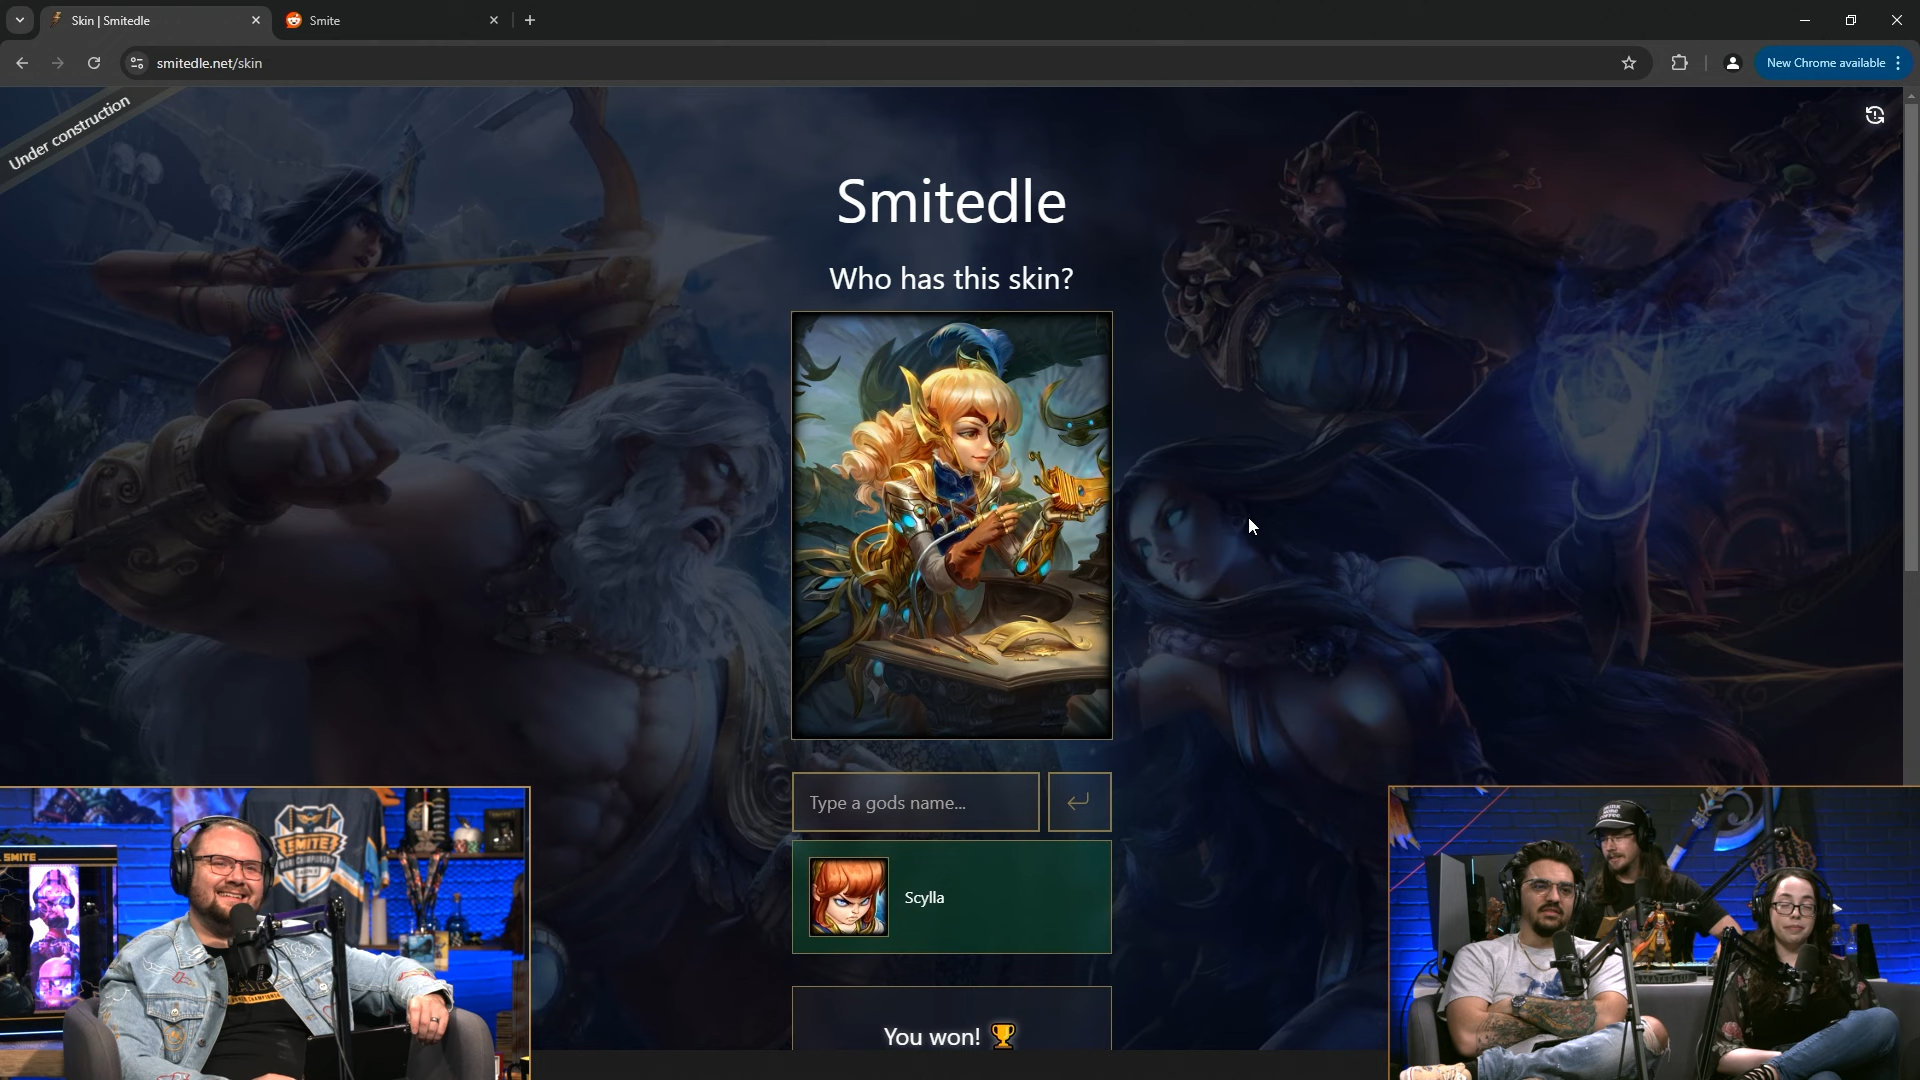 Skin | Smitedle
Smite
smitedle.net/skin
New Chrome available
Under construction
Smitedle
Who has this skin?
Type a gods name...
Scylla
You won!
SMITE
SMITE